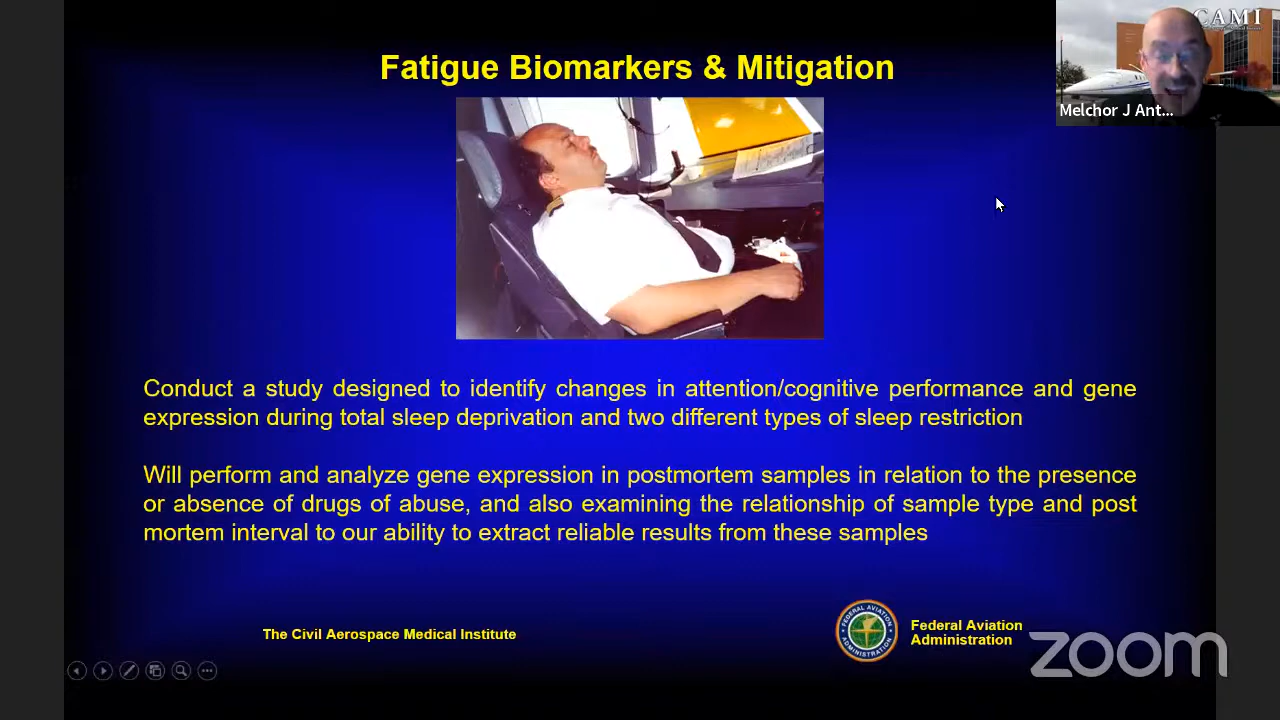 CAMI
Melchor J Ant...
Fatigue Biomarkers & Mitigation
Conduct a study designed to identify changes in attention/cognitive performance and gene
expression during total sleep deprivation and two different types of sleep restriction
Will perform and analyze gene expression in postmortem samples in relation to the presence
or absence of drugs of abuse, and also examining the relationship of sample type and post
mortem interval to our ability to extract reliable results from these samples
The Civil Aerospace Medical Institute
FEDERAL AVIATION
ADMINISTRATION
Federal Aviation
Administration
zoom